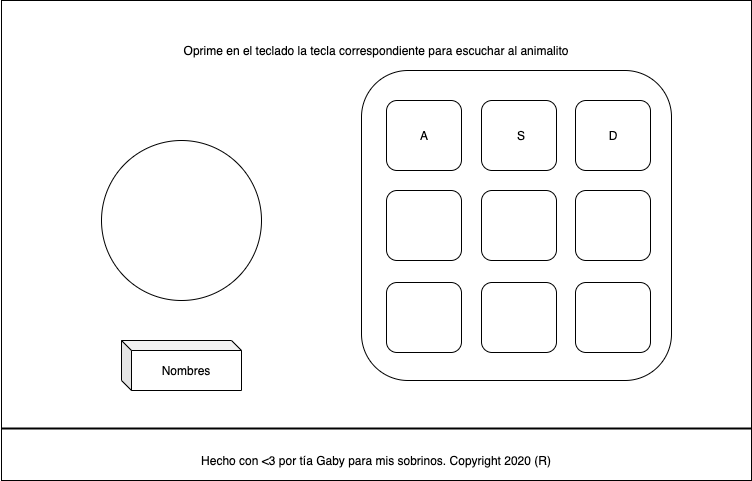 Oprime en el teclado la tecla correspondiente para escuchar al animalito
A S D
Nombres
Hecho con <3 por tía Gaby para mis sobrinos. Copyright 2020 (R)